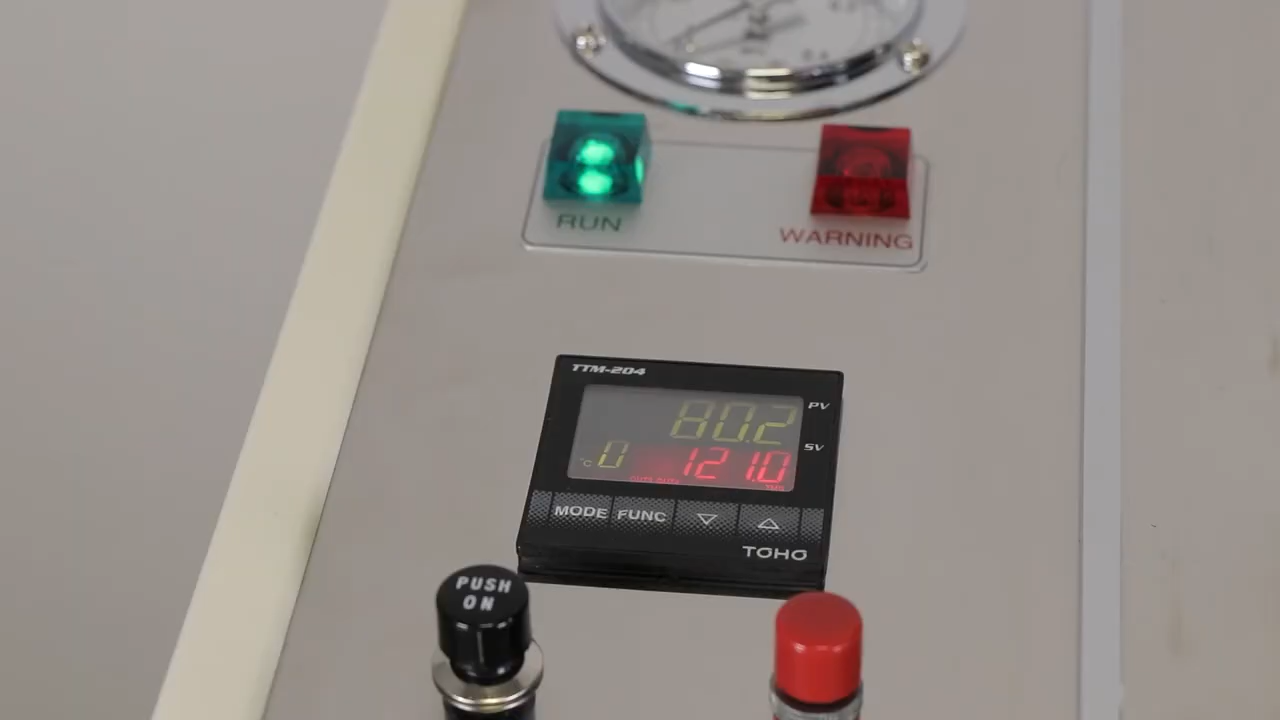 RUN
WARNING
TTM-204
80.2
PV
SV
°C 0 121.0
MODE FUNC
TOHO
PUSH
ON